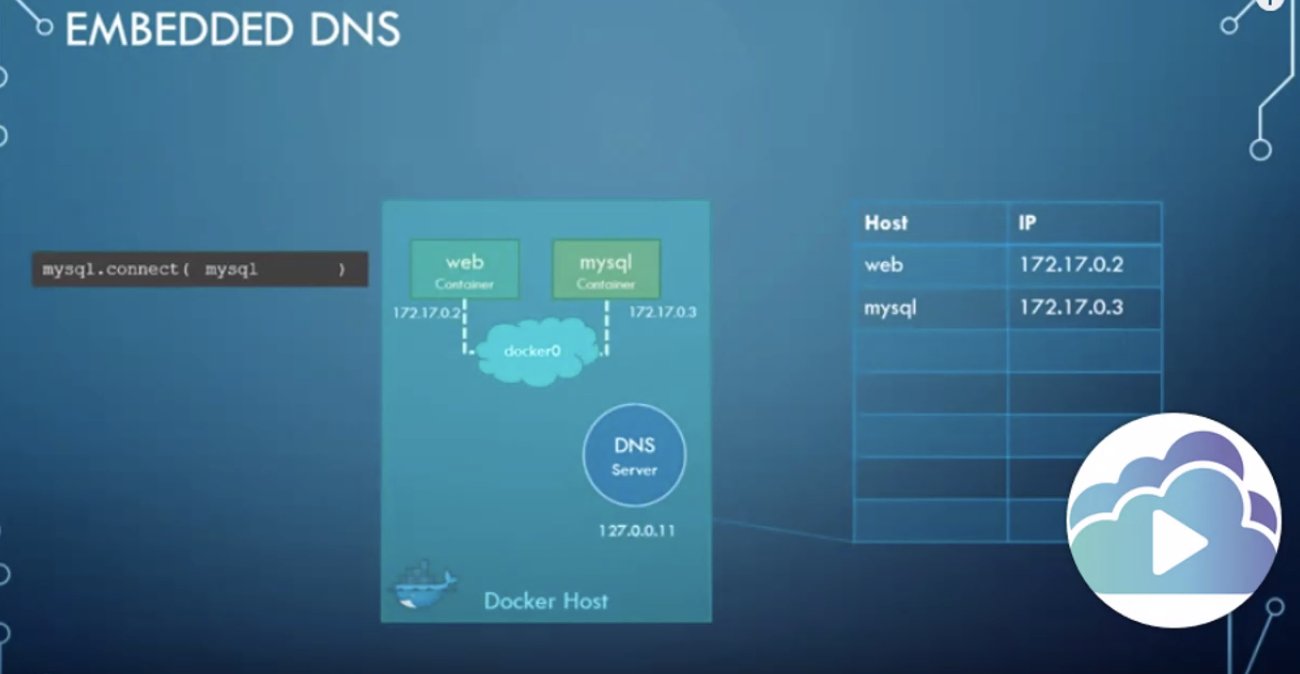 EMBEDDED DNS
mysql.connect( mysql )
web
Container
172.17.0.2
mysql
Container
172.17.0.3
docker0
DNS
Server
127.0.0.11
Docker Host
Host IP
web 172.17.0.2
mysql 172.17.0.3